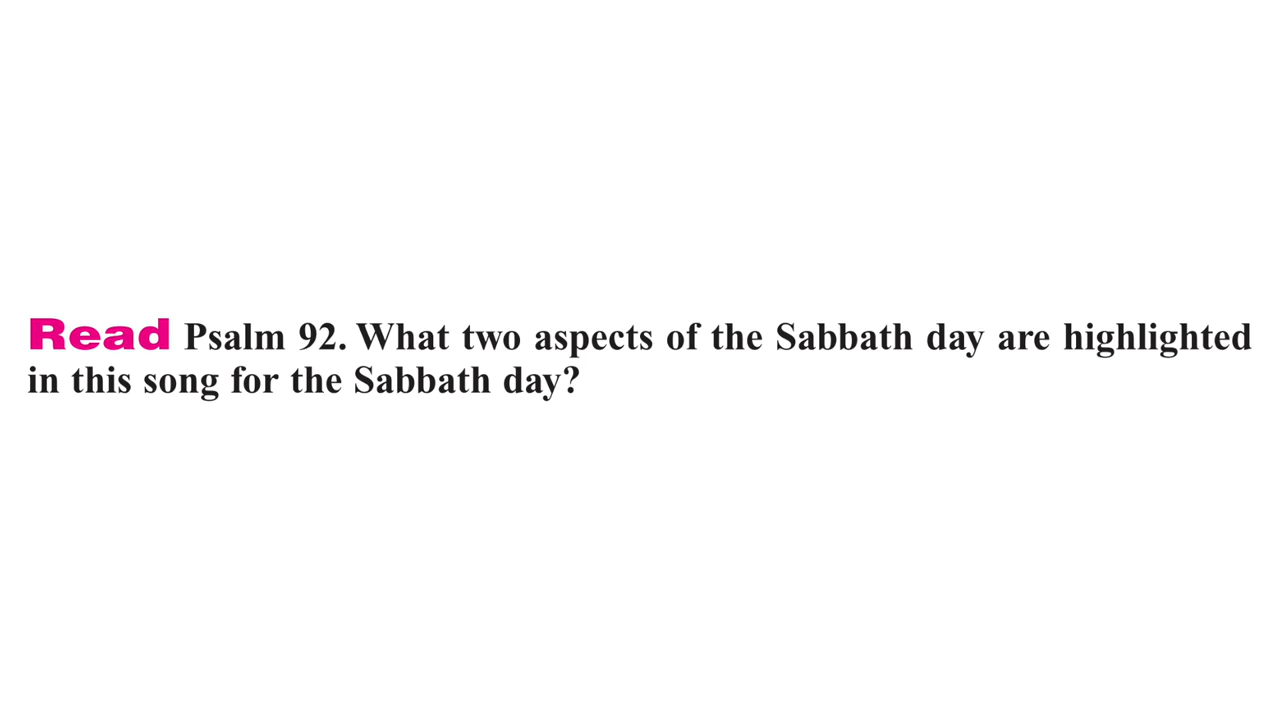 Read Psalm 92. What two aspects of the Sabbath day are highlighted
in this song for the Sabbath day?